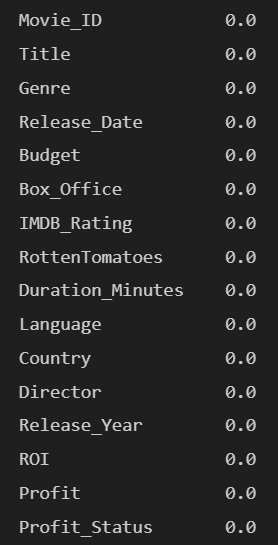 Movie_ID 0.0
Title 0.0
Genre 0.0
Release_Date 0.0
Budget 0.0
Box_Office 0.0
IMDB_Rating 0.0
RottenTomatoes 0.0
Duration_Minutes 0.0
Language 0.0
Country 0.0
Director 0.0
Release_Year 0.0
ROI 0.0
Profit 0.0
Profit_Status 0.0